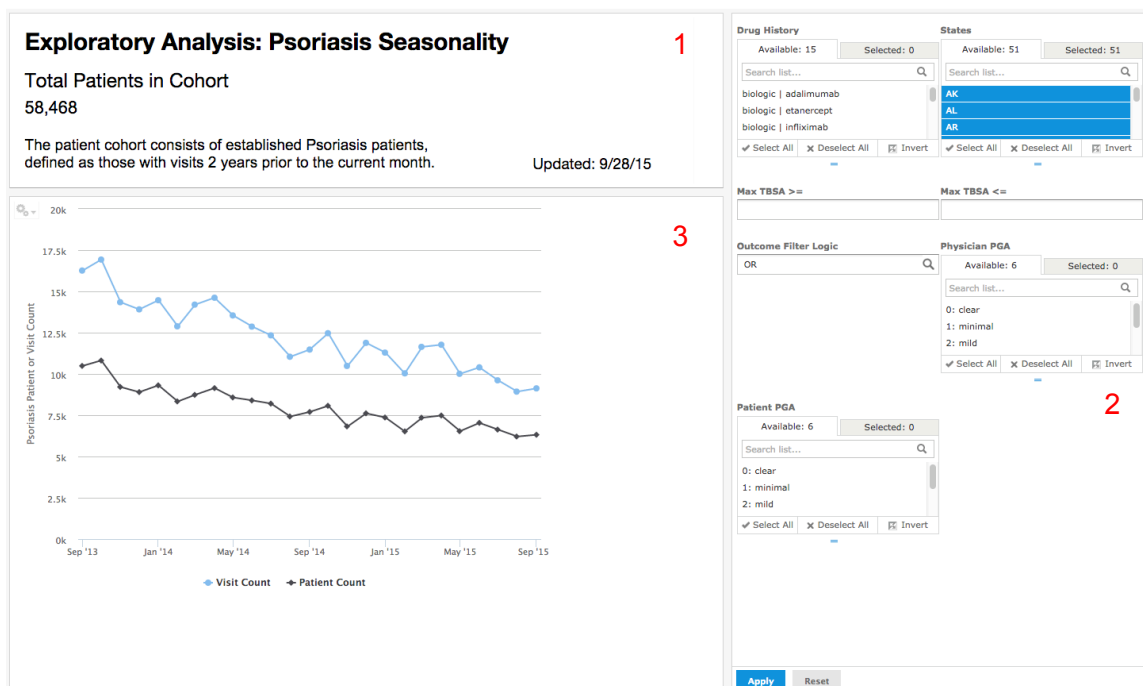 Exploratory Analysis: Psoriasis Seasonality
1
Total Patients in Cohort
58,468
The patient cohort consists of established Psoriasis patients,
defined as those with visits 2 years prior to the current month.
Updated: 9/28/15
3
20k
17.5k
15k
12.5k
10k
7.5k
5k
2.5k
0k
Psoriasis Patient or Visit Count
Sep '13 Jan '14 May '14 Sep '14 Jan '15 May '15 Sep '15
Visit Count Patient Count
Drug History
Available: 15 Selected: 0
Search list...
biologic | adalimumab
biologic | etanercept
biologic | infliximab
Select All Deselect All Invert
States
Available: 51 Selected: 51
Search list...
AK
AL
AR
Select All Deselect All Invert
Max TBSA >=
Max TBSA <=
Outcome Filter Logic
OR
Physician PGA
Available: 6 Selected: 0
Search list...
0: clear
1: minimal
2: mild
Select All Deselect All Invert
2
Patient PGA
Available: 6 Selected: 0
Search list...
0: clear
1: minimal
2: mild
Select All Deselect All Invert
Apply Reset